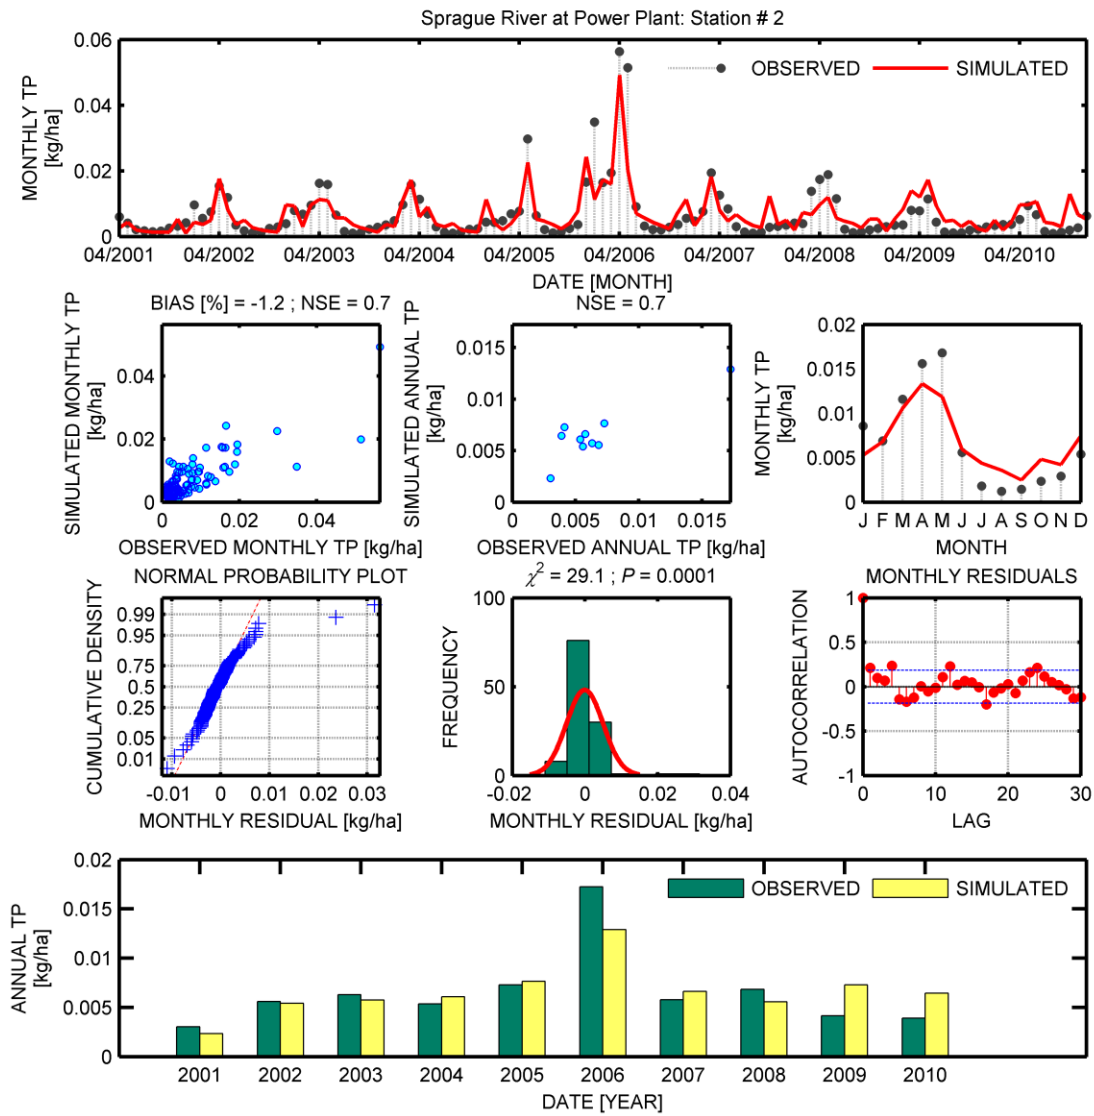 Sprague River at Power Plant: Station # 2
MONTHLY TP
[kg/ha]
0.06
0.04
0.02
0
OBSERVED SIMULATED
04/2001 04/2002 04/2003 04/2004 04/2005 04/2006 04/2007 04/2008 04/2009 04/2010
DATE [MONTH]
BIAS [%] = -1.2 ; NSE = 0.7
SIMULATED MONTHLY TP
[kg/ha]
0.04
0.02
0
0 0.02 0.04
OBSERVED MONTHLY TP [kg/ha]
NSE = 0.7
SIMULATED ANNUAL TP
[kg/ha]
0.015
0.01
0.005
0
0 0.005 0.01 0.015
OBSERVED ANNUAL TP [kg/ha]
MONTHLY TP
[kg/ha]
0.02
0.015
0.01
0.005
0
J F M A M J J A S O N D
MONTH
NORMAL PROBABILITY PLOT
CUMULATIVE DENSITY
0.99
0.95
0.75
0.5
0.25
0.05
0.01
-0.01 0 0.01 0.02 0.03
MONTHLY RESIDUAL [kg/ha]
χ2 = 29.1 ; P = 0.0001
FREQUENCY
100
50
0
-0.02 0 0.02 0.04
MONTHLY RESIDUAL [kg/ha]
MONTHLY RESIDUALS
AUTOCORRELATION
1
0.5
0
-0.5
-1
0 10 20 30
LAG
ANNUAL TP
[kg/ha]
0.02
0.015
0.01
0.005
0
OBSERVED SIMULATED
2001 2002 2003 2004 2005 2006 2007 2008 2009 2010
DATE [YEAR]